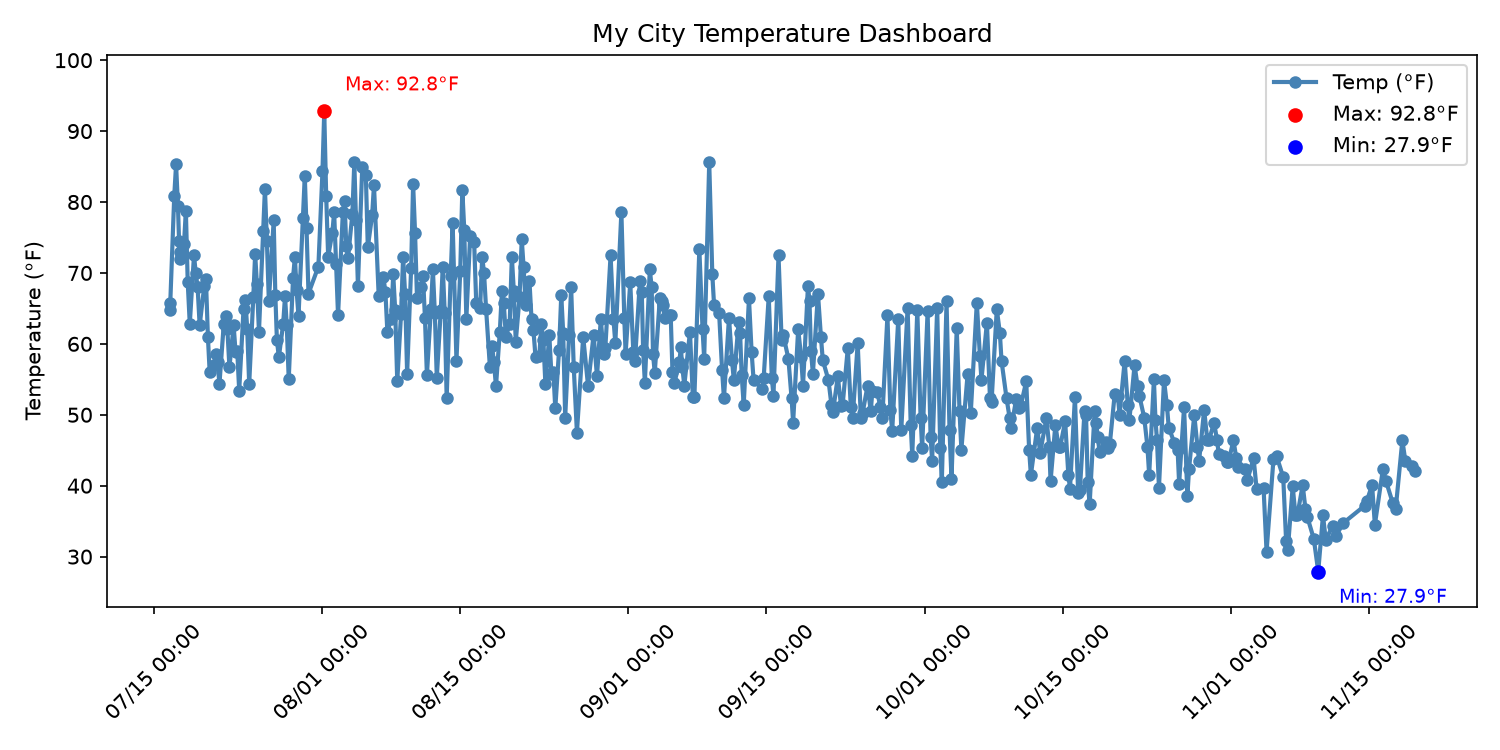 My City Temperature Dashboard
Temperature (°F)
100
90
80
70
60
50
40
30
Max: 92.8°F
Min: 27.9°F
Temp (°F)
Max: 92.8°F
Min: 27.9°F
07/15 00:00
08/01 00:00
08/15 00:00
09/01 00:00
09/15 00:00
10/01 00:00
10/15 00:00
11/01 00:00
11/15 00:00